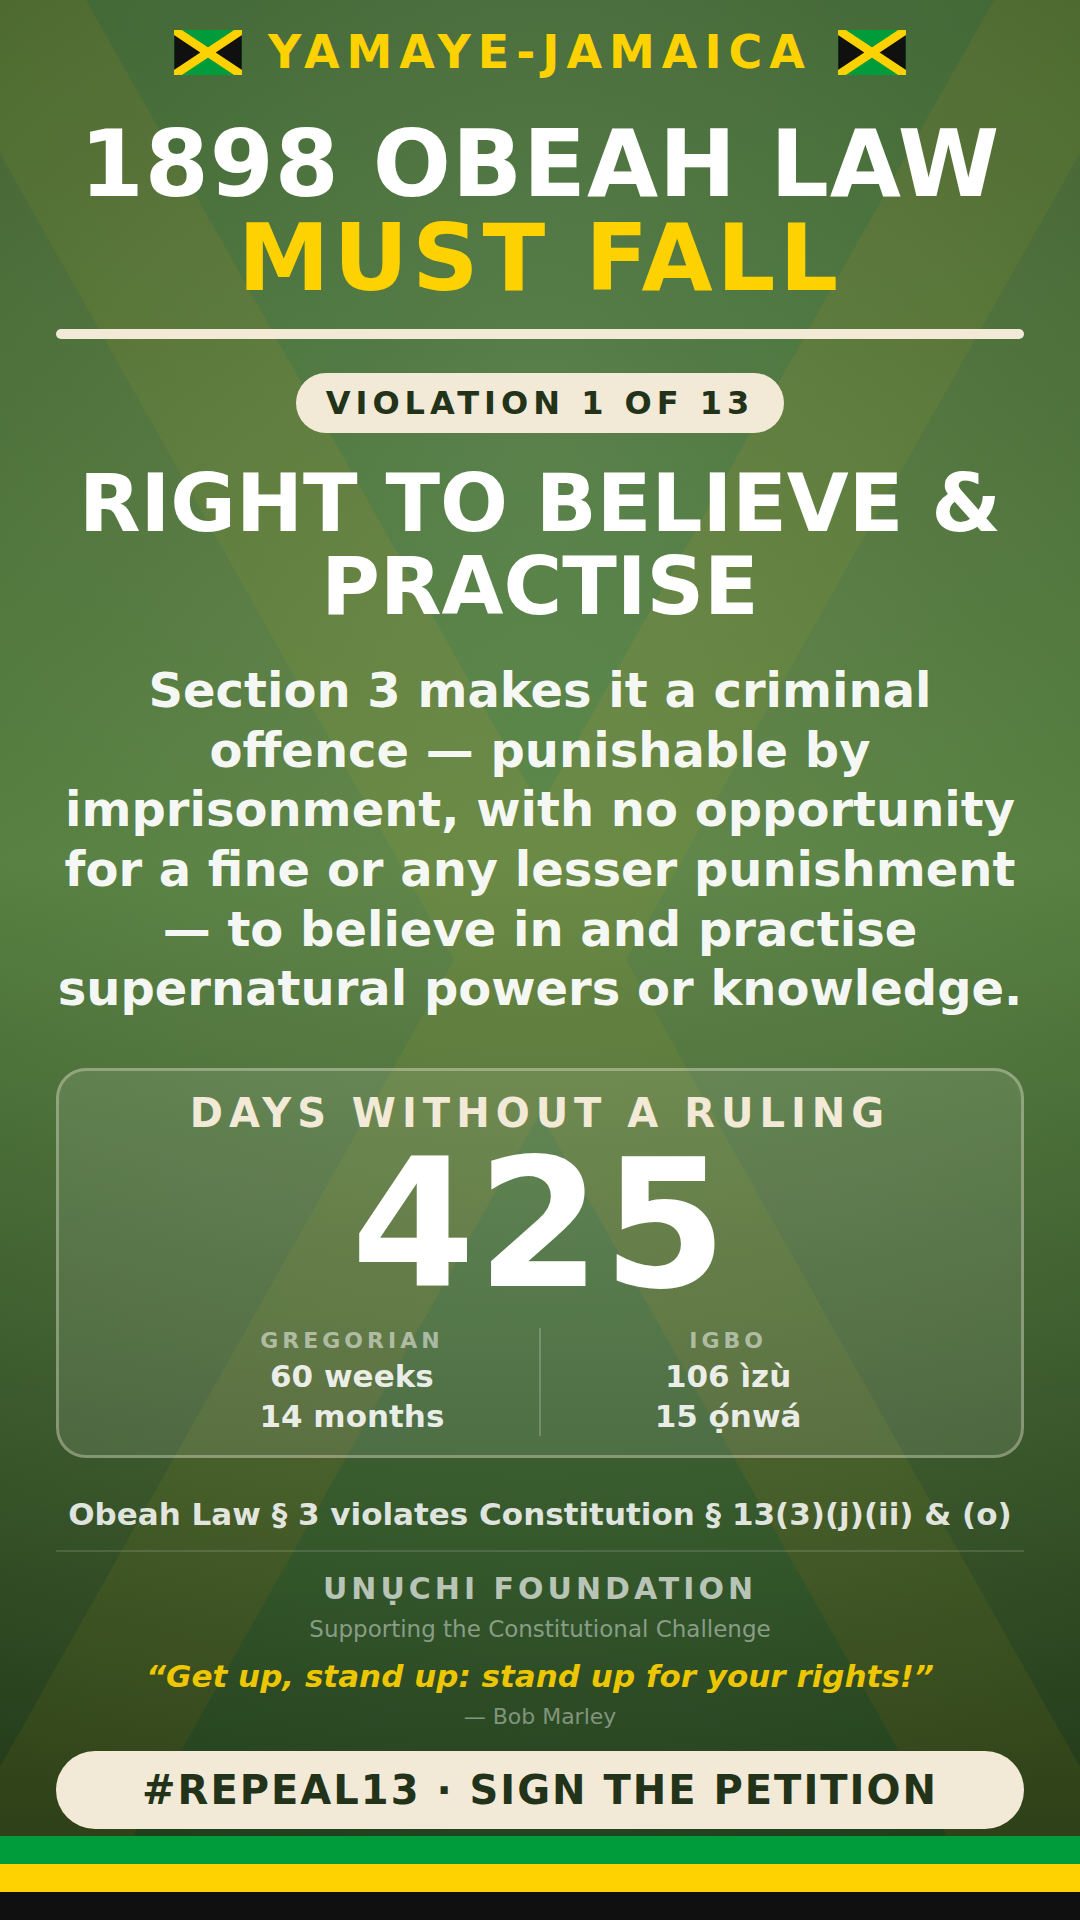 YAMAYE-JAMAICA
1898 OBEAH LAW
MUST FALL
VIOLATION 1 OF 13
RIGHT TO BELIEVE &
PRACTISE
Section 3 makes it a criminal
offence — punishable by
imprisonment, with no opportunity
for a fine or any lesser punishment
— to believe in and practise
supernatural powers or knowledge.
DAYS WITHOUT A RULING
425
GREGORIAN
60 weeks
14 months
IGBO
106 ìzù
15 ọ́nwá
Obeah Law § 3 violates Constitution § 13(3)(j)(ii) & (o)
UNỤCHI FOUNDATION
Supporting the Constitutional Challenge
“Get up, stand up: stand up for your rights!”
— Bob Marley
#REPEAL13 · SIGN THE PETITION